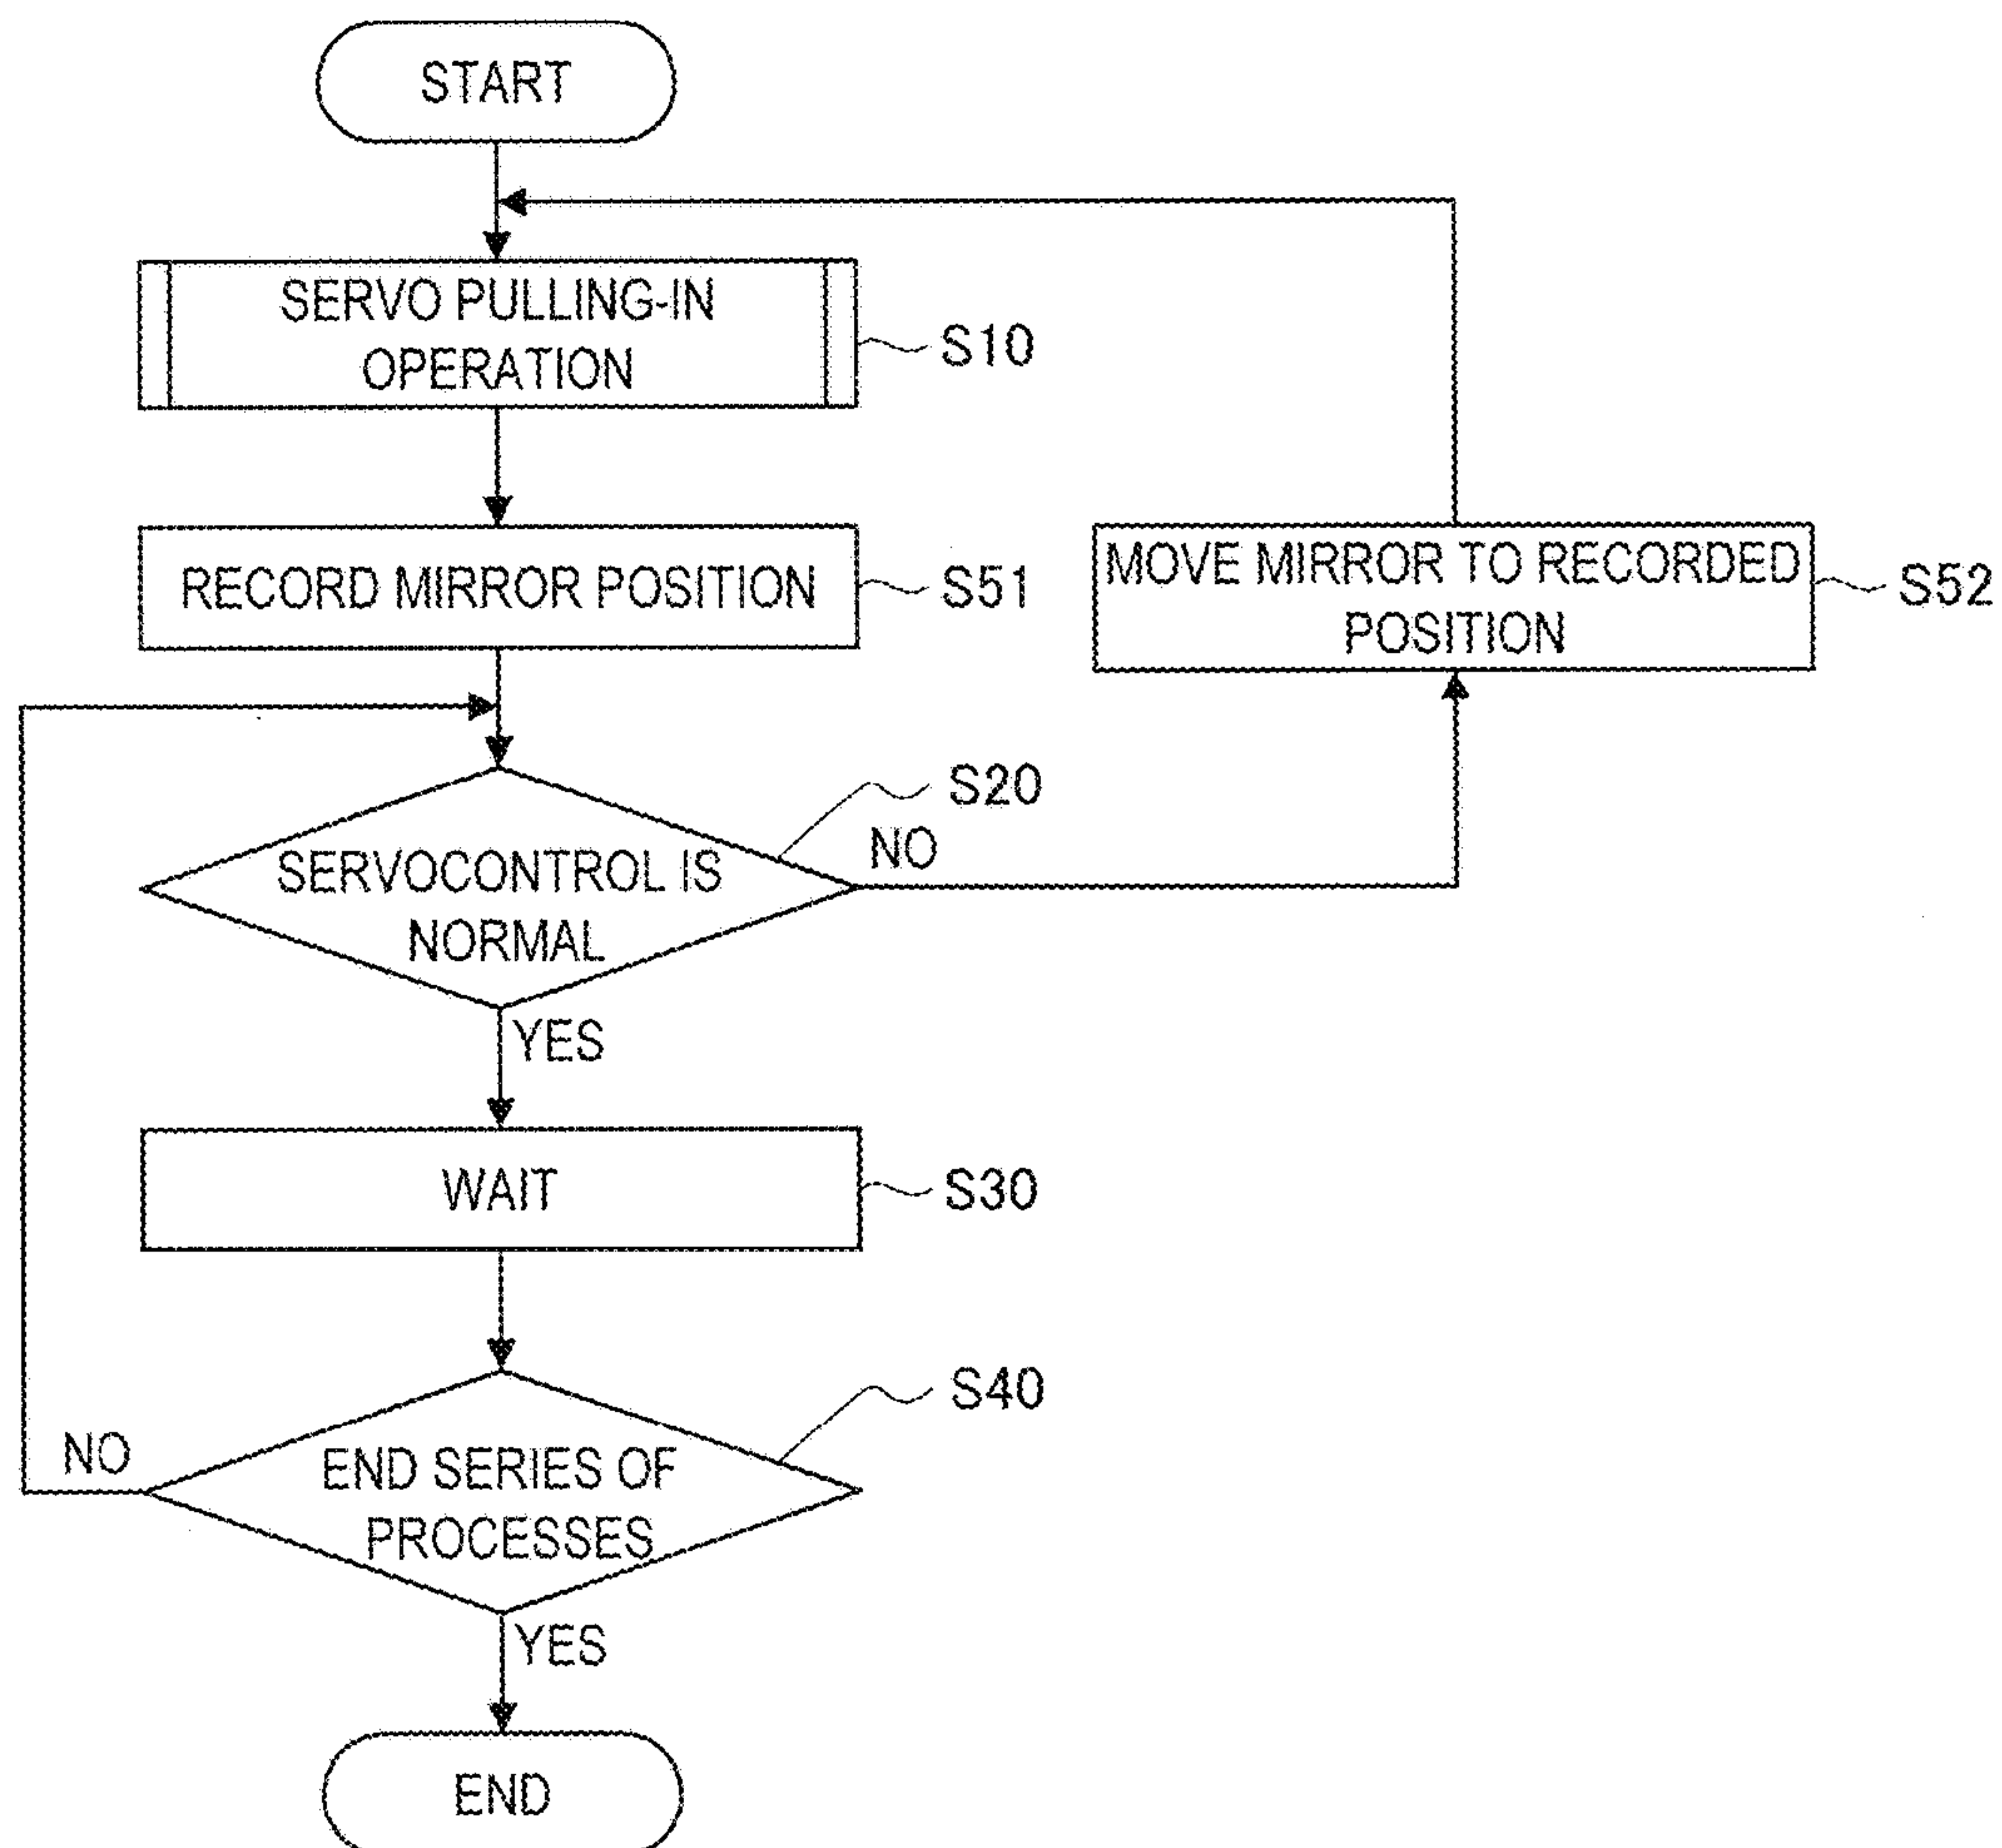 START
SERVO PULLING-IN
OPERATION
S10
RECORD MIRROR POSITION
S51
MOVE MIRROR TO RECORDED
POSITION
S52
S20
SERVOCONTROL IS
NORMAL
NO
YES
WAIT
S30
S40
END SERIES OF
PROCESSES
NO
YES
END